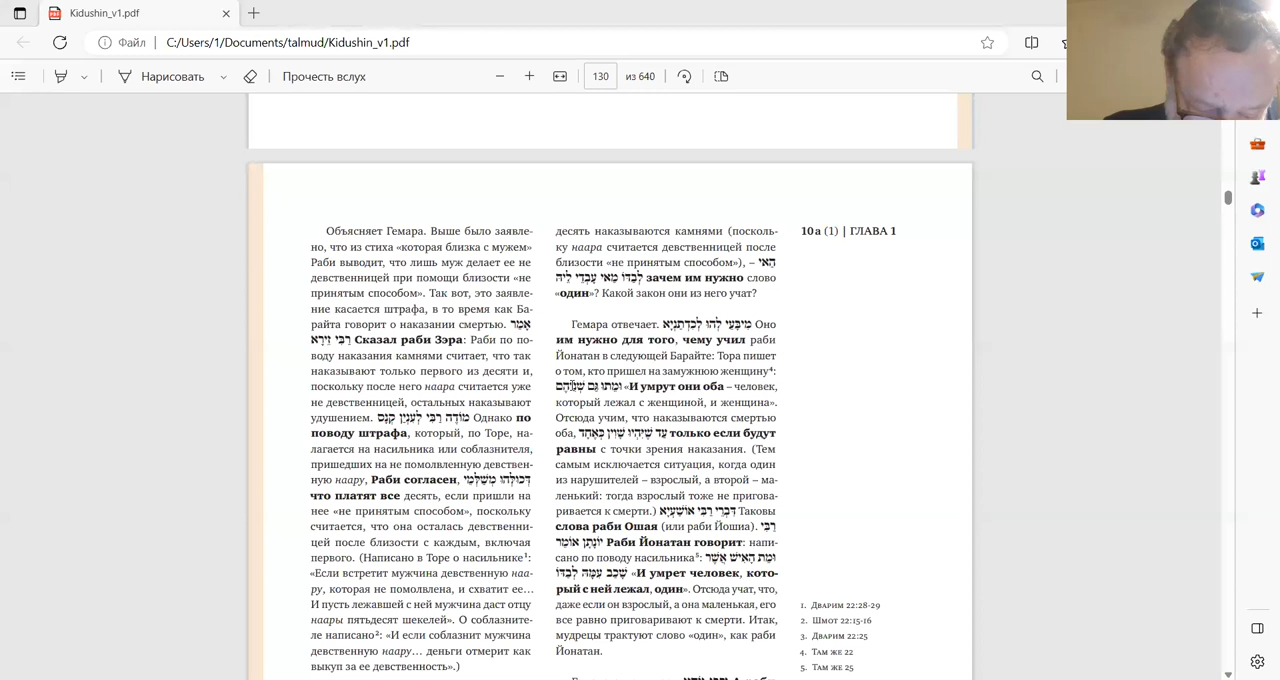 Kidushin_v1.pdf
Файл
C:/Users/1/Documents/talmud/Kidushin_v1.pdf
Нарисовать
Прочесть вслух
130
из 640
Объясняет Гемара. Выше было заявле-
но, что из стиха «которая близка с мужем»
Раби выводит, что лишь муж делает ее не
девственницей при помощи близости «не
принятым способом». Так вот, это заявле-
ние касается штрафа, в то время как Ба-
райта говорит о наказании смертью. אָמַר
רַבִּי זֵירָא Сказал раби Зэра: Раби по по-
воду наказания камнями считает, что так
наказывают только первого из десяти и,
поскольку после него наара считается уже
не девственницей, остальных наказывают
удушением. מוֹדֶה רַבִּי לְעִנְיַן קְנָס Однако по
поводу штрафа, который, по Торе, на-
лагается на насильника или соблазнителя,
пришедших на не помолвленную девствен-
ную наару, Раби согласен, דְּכוּלְּהוּ מְשַׁלְּמִי
что платят все десять, если пришли на
нее «не принятым способом», поскольку
считается, что она осталась девственни-
цей после близости с каждым, включая
первого. (Написано в Торе о насильнике¹:
«Если встретит мужчина девственную наа-
ру, которая не помолвлена, и схватит ее…
И пусть лежавшей с ней мужчина даст отцу
наары пятьдесят шекелей». О соблазните-
ле написано²: «И если соблазнит мужчина
девственную наару… деньги отмерит как
выкуп за ее девственность».)
десять наказываются камнями (посколь-
ку наара считается девственницей после
близости «не принятым способом»), – הַאי
לְבַדּוֹ מַאי עָבְדִי לֵיהּ зачем им нужно слово
«один»? Какой закон они из него учат?
Гемара отвечает. מִיבָּעֵי לְהוּ לְכִדְתַנְיָא Оно
им нужно для того, чему учил раби
Йонатан в следующей Барайте: Тора пишет
о том, кто пришел на замужнюю женщину⁴:
וּמֵתוּ גַּם שְׁנֵיהֶם «И умрут они оба – человек,
который лежал с женщиной, и женщина».
Отсюда учим, что наказываются смертью
оба, עַד שֶׁיִּהְיוּ שָׁוִין כְּאֶחָד только если будут
равны с точки зрения наказания. (Тем
самым исключается ситуация, когда один
из нарушителей – взрослый, а второй – ма-
ленький: тогда взрослый тоже не пригова-
ривается к смерти.) דִּבְרֵי רַבִּי אוֹשַׁעְיָא Таковы
слова раби Ошая (или раби Йошиа). רַבִּי
יוֹנָתָן אוֹמֵר Раби Йонатан говорит: напи-
сано по поводу насильника⁵: וּמֵת הָאִישׁ אֲשֶׁר
שָׁכַב עִמָּהּ לְבַדּוֹ «И умрет человек, кото-
рый с ней лежал, один». Отсюда учат, что,
даже если он взрослый, а она маленькая, его
все равно приговаривают к смерти. Итак,
мудрецы трактуют слово «один», как раби
Йонатан.
10а (1) | ГЛАВА 1
1. Дварим 22:28-29
2. Шмот 22:15-16
3. Дварим 22:25
4. Там же 22
5. Там же 25